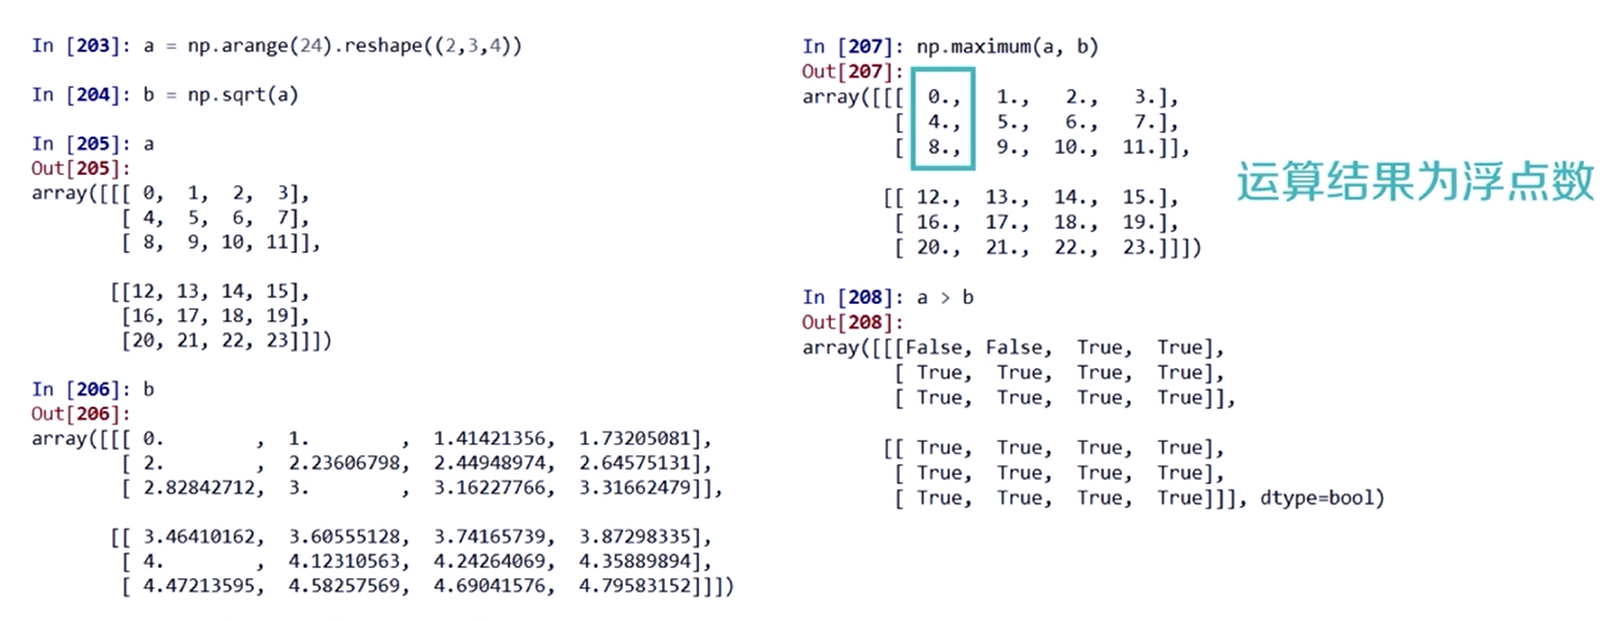 In [203]: a = np.arange(24).reshape((2,3,4))
In [204]: b = np.sqrt(a)
In [205]: a
Out[205]:
array([[[ 0,  1,  2,  3],
        [ 4,  5,  6,  7],
        [ 8,  9, 10, 11]],
       [[12, 13, 14, 15],
        [16, 17, 18, 19],
        [20, 21, 22, 23]]])
In [206]: b
Out[206]:
array([[[ 0.        ,  1.        ,  1.41421356,  1.73205081],
        [ 2.        ,  2.23606798,  2.44948974,  2.64575131],
        [ 2.82842712,  3.        ,  3.16227766,  3.31662479]],
       [[ 3.46410162,  3.60555128,  3.74165739,  3.87298335],
        [ 4.        ,  4.12310563,  4.24264069,  4.35889894],
        [ 4.47213595,  4.58257569,  4.69041576,  4.79583152]]])
In [207]: np.maximum(a, b)
Out[207]:
array([[[ 0.,  1.,  2.,  3.],
        [ 4.,  5.,  6.,  7.],
        [ 8.,  9., 10., 11.]],
       [[ 12.,  13.,  14.,  15.],
        [ 16.,  17.,  18.,  19.],
        [ 20.,  21.,  22.,  23.]]])
运算结果为浮点数
In [208]: a > b
Out[208]:
array([[[False, False,  True,  True],
        [ True,  True,  True,  True],
        [ True,  True,  True,  True]],
       [[ True,  True,  True,  True],
        [ True,  True,  True,  True],
        [ True,  True,  True,  True]]], dtype=bool)